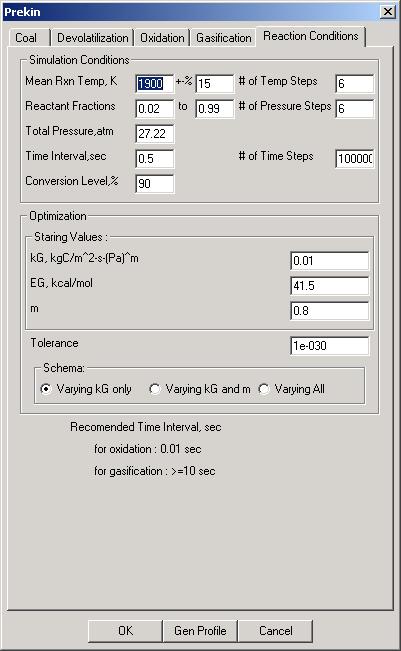 Prekin
Coal Devolatilization Oxidation Gasification Reaction Conditions
Simulation Conditions
Mean Rxn Temp, K 1900 +-% 15 # of Temp Steps 6
Reactant Fractions 0.02 to 0.99 # of Pressure Steps 6
Total Pressure,atm 27.22
Time Interval,sec 0.5 # of Time Steps 100000
Conversion Level,% 90
Optimization
Staring Values :
kG, kgC/m^2-s-(Pa)^m 0.01
EG, kcal/mol 41.5
m 0.8
Tolerance 1e-030
Schema:
Varying kG only Varying kG and m Varying All
Recomended Time Interval, sec
for oxidation : 0.01 sec
for gasification : >=10 sec
OK Gen Profile Cancel